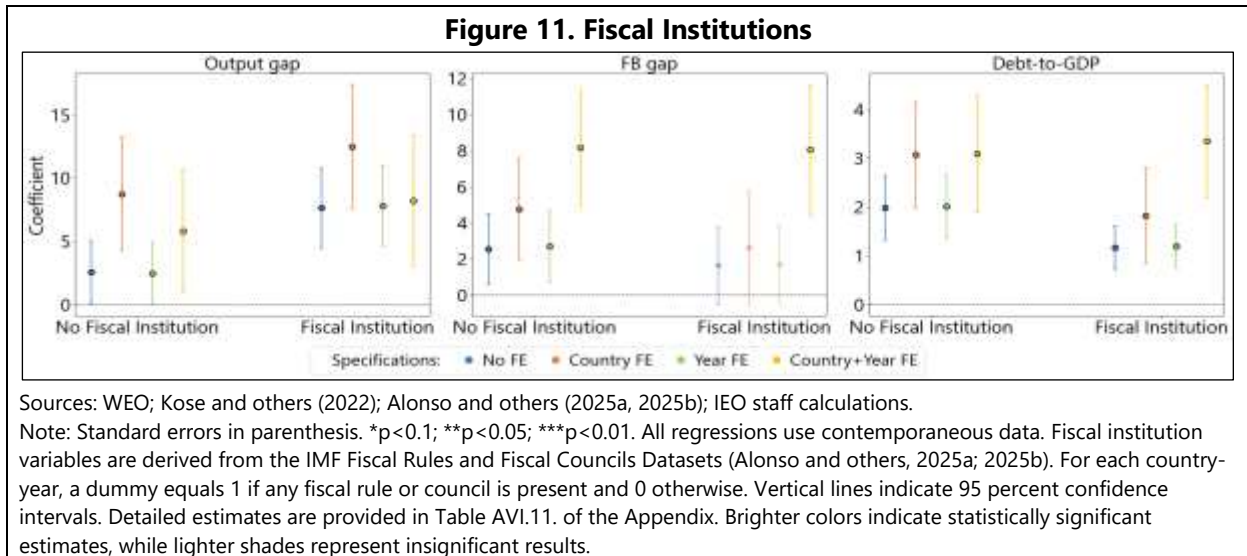 Figure 11. Fiscal Institutions
Output gap
FB gap
Debt-to-GDP
Coefficient
15
10
5
0
12
10
8
6
4
2
0
4
3
2
1
0
No Fiscal Institution
Fiscal Institution
No Fiscal Institution
Fiscal Institution
No Fiscal Institution
Fiscal Institution
Specifications: No FE Country FE Year FE Country+Year FE
Sources: WEO; Kose and others (2022); Alonso and others (2025a, 2025b); IEO staff calculations.
Note: Standard errors in parenthesis. *p<0.1; **p<0.05; ***p<0.01. All regressions use contemporaneous data. Fiscal institution
variables are derived from the IMF Fiscal Rules and Fiscal Councils Datasets (Alonso and others, 2025a; 2025b). For each country-
year, a dummy equals 1 if any fiscal rule or council is present and 0 otherwise. Vertical lines indicate 95 percent confidence
intervals. Detailed estimates are provided in Table AVI.11. of the Appendix. Brighter colors indicate statistically significant
estimates, while lighter shades represent insignificant results.